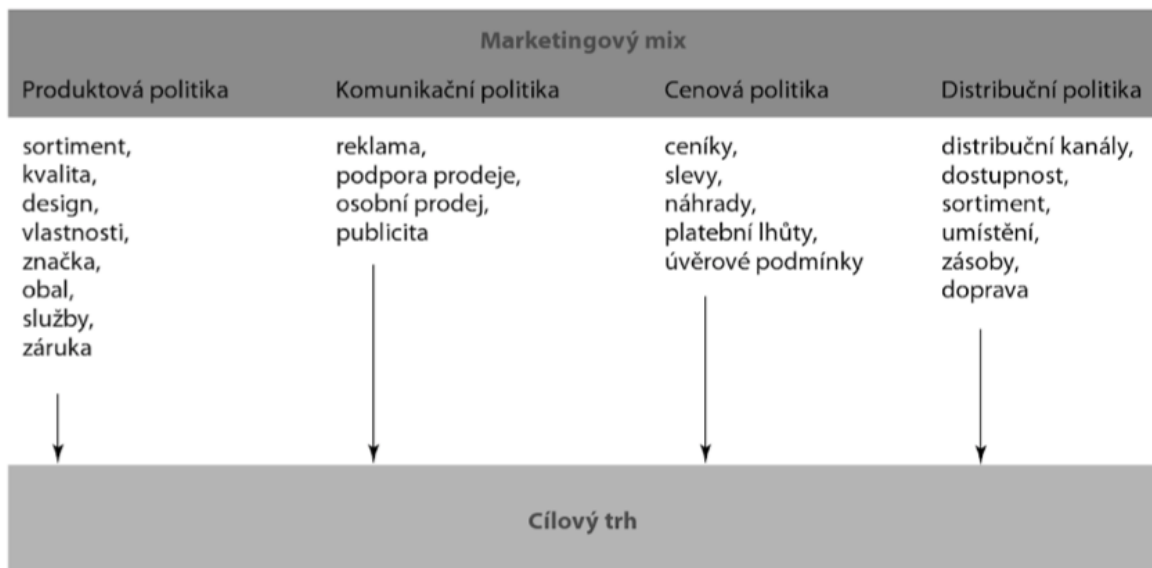 Marketingový mix
Produktová politika
Komunikační politika
Cenová politika
Distribuční politika
sortiment,
kvalita,
design,
vlastnosti,
značka,
obal,
služby,
záruka
reklama,
podpora prodeje,
osobní prodej,
publicita
ceníky,
slevy,
náhrady,
platební lhůty,
úvěrové podmínky
distribuční kanály,
dostupnost,
sortiment,
umístění,
zásoby,
doprava
Cílový trh